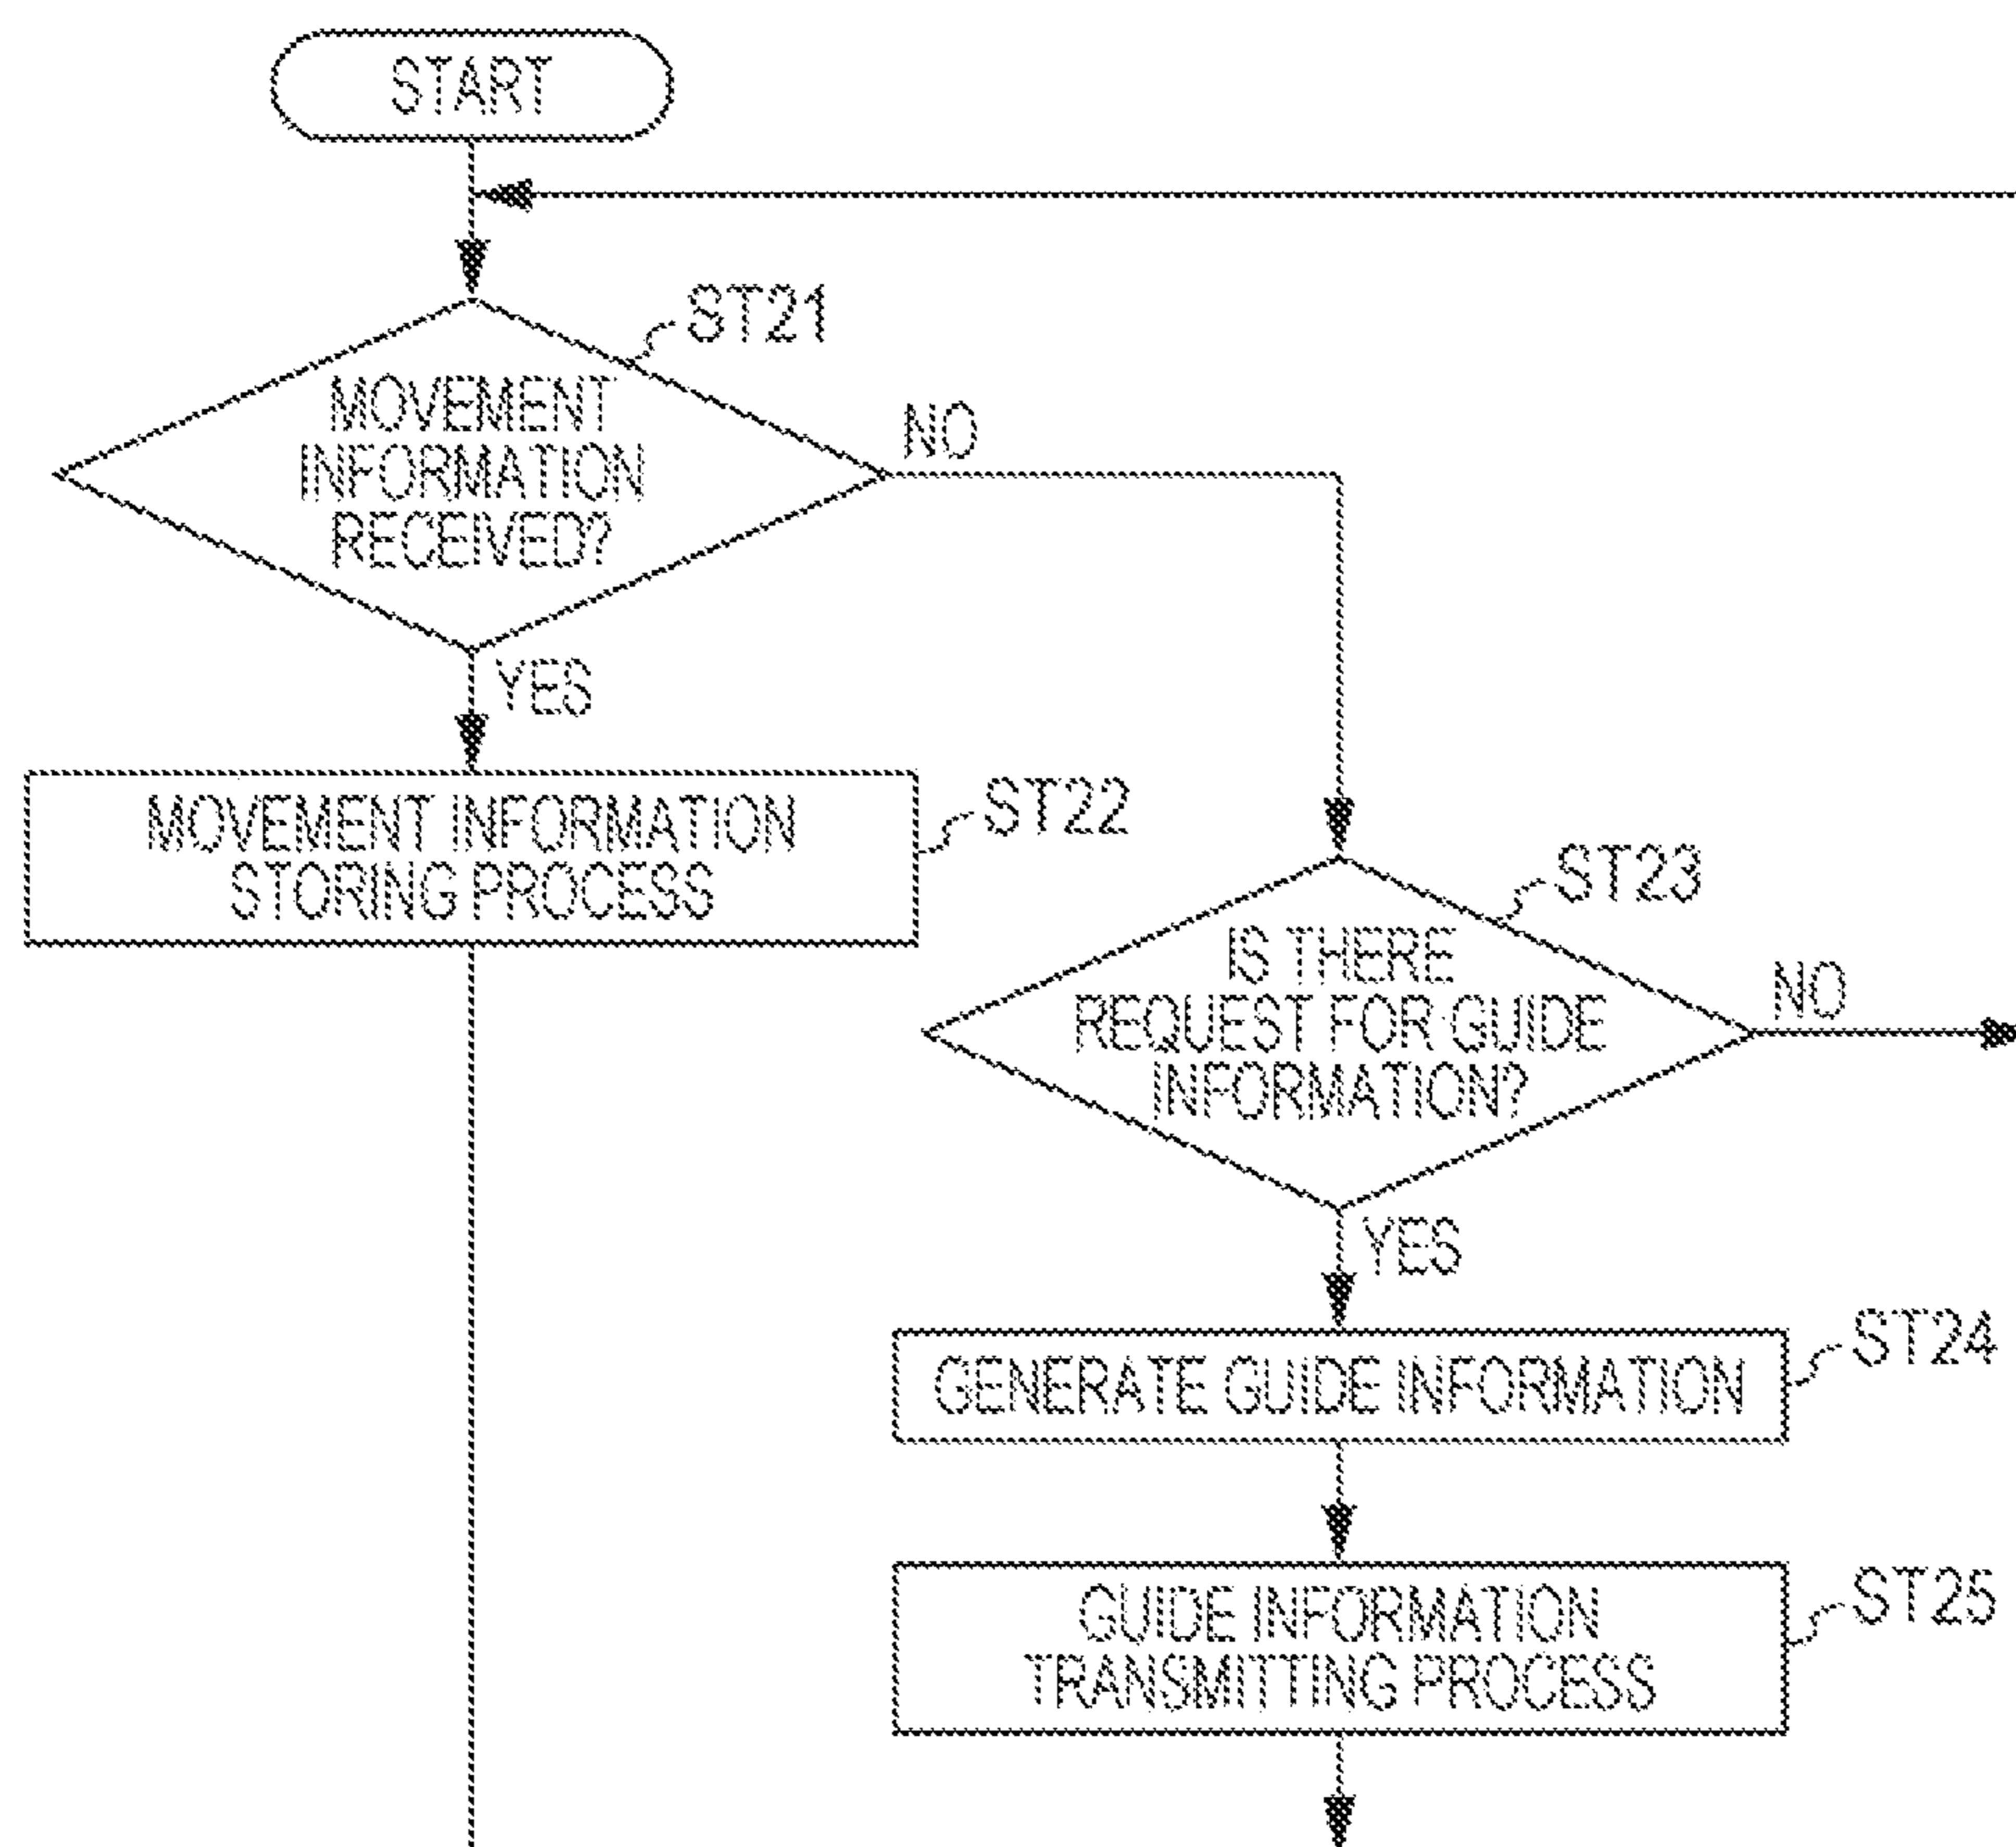 START
ST21
MOVEMENT
INFORMATION
RECEIVED?
NO
YES
MOVEMENT INFORMATION
STORING PROCESS
ST22
ST23
IS THERE
REQUEST FOR GUIDE
INFORMATION?
NO
YES
GENERATE GUIDE INFORMATION
ST24
GUIDE INFORMATION
TRANSMITTING PROCESS
ST25